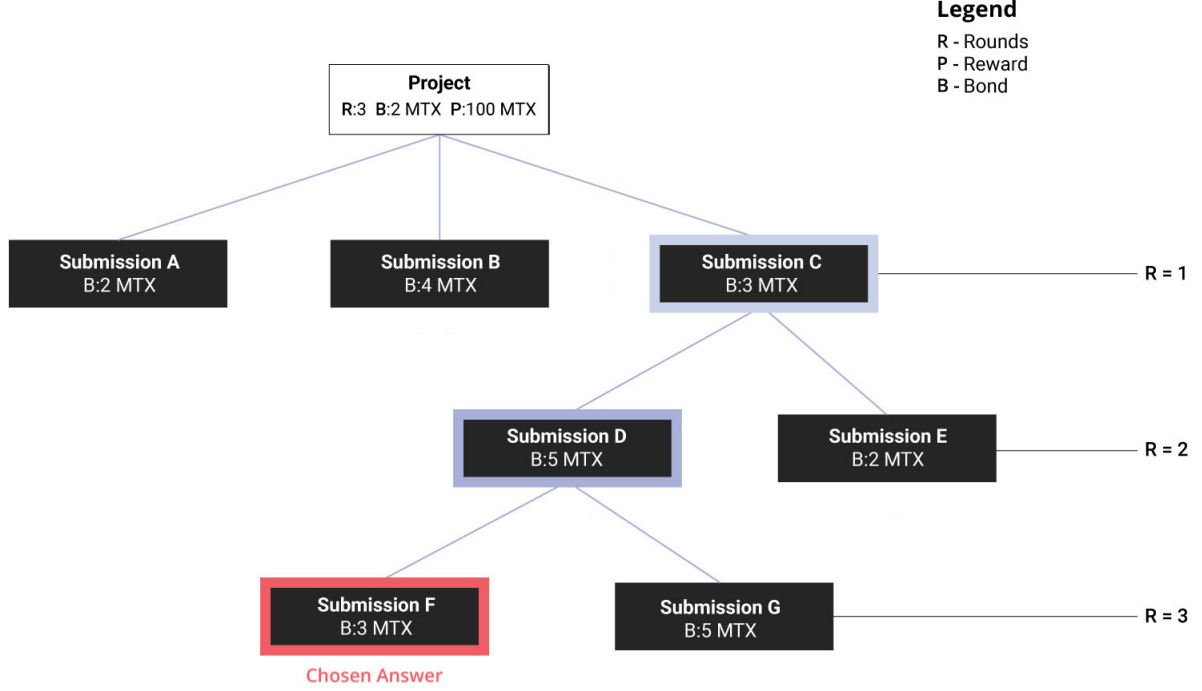 Legend
R - Rounds
P - Reward
B - Bond
Project
R:3 B:2 MTX P:100 MTX
Submission A
B:2 MTX
Submission B
B:4 MTX
Submission C
B:3 MTX
R = 1
Submission D
B:5 MTX
Submission E
B:2 MTX
R = 2
Submission F
B:3 MTX
Submission G
B:5 MTX
R = 3
Chosen Answer